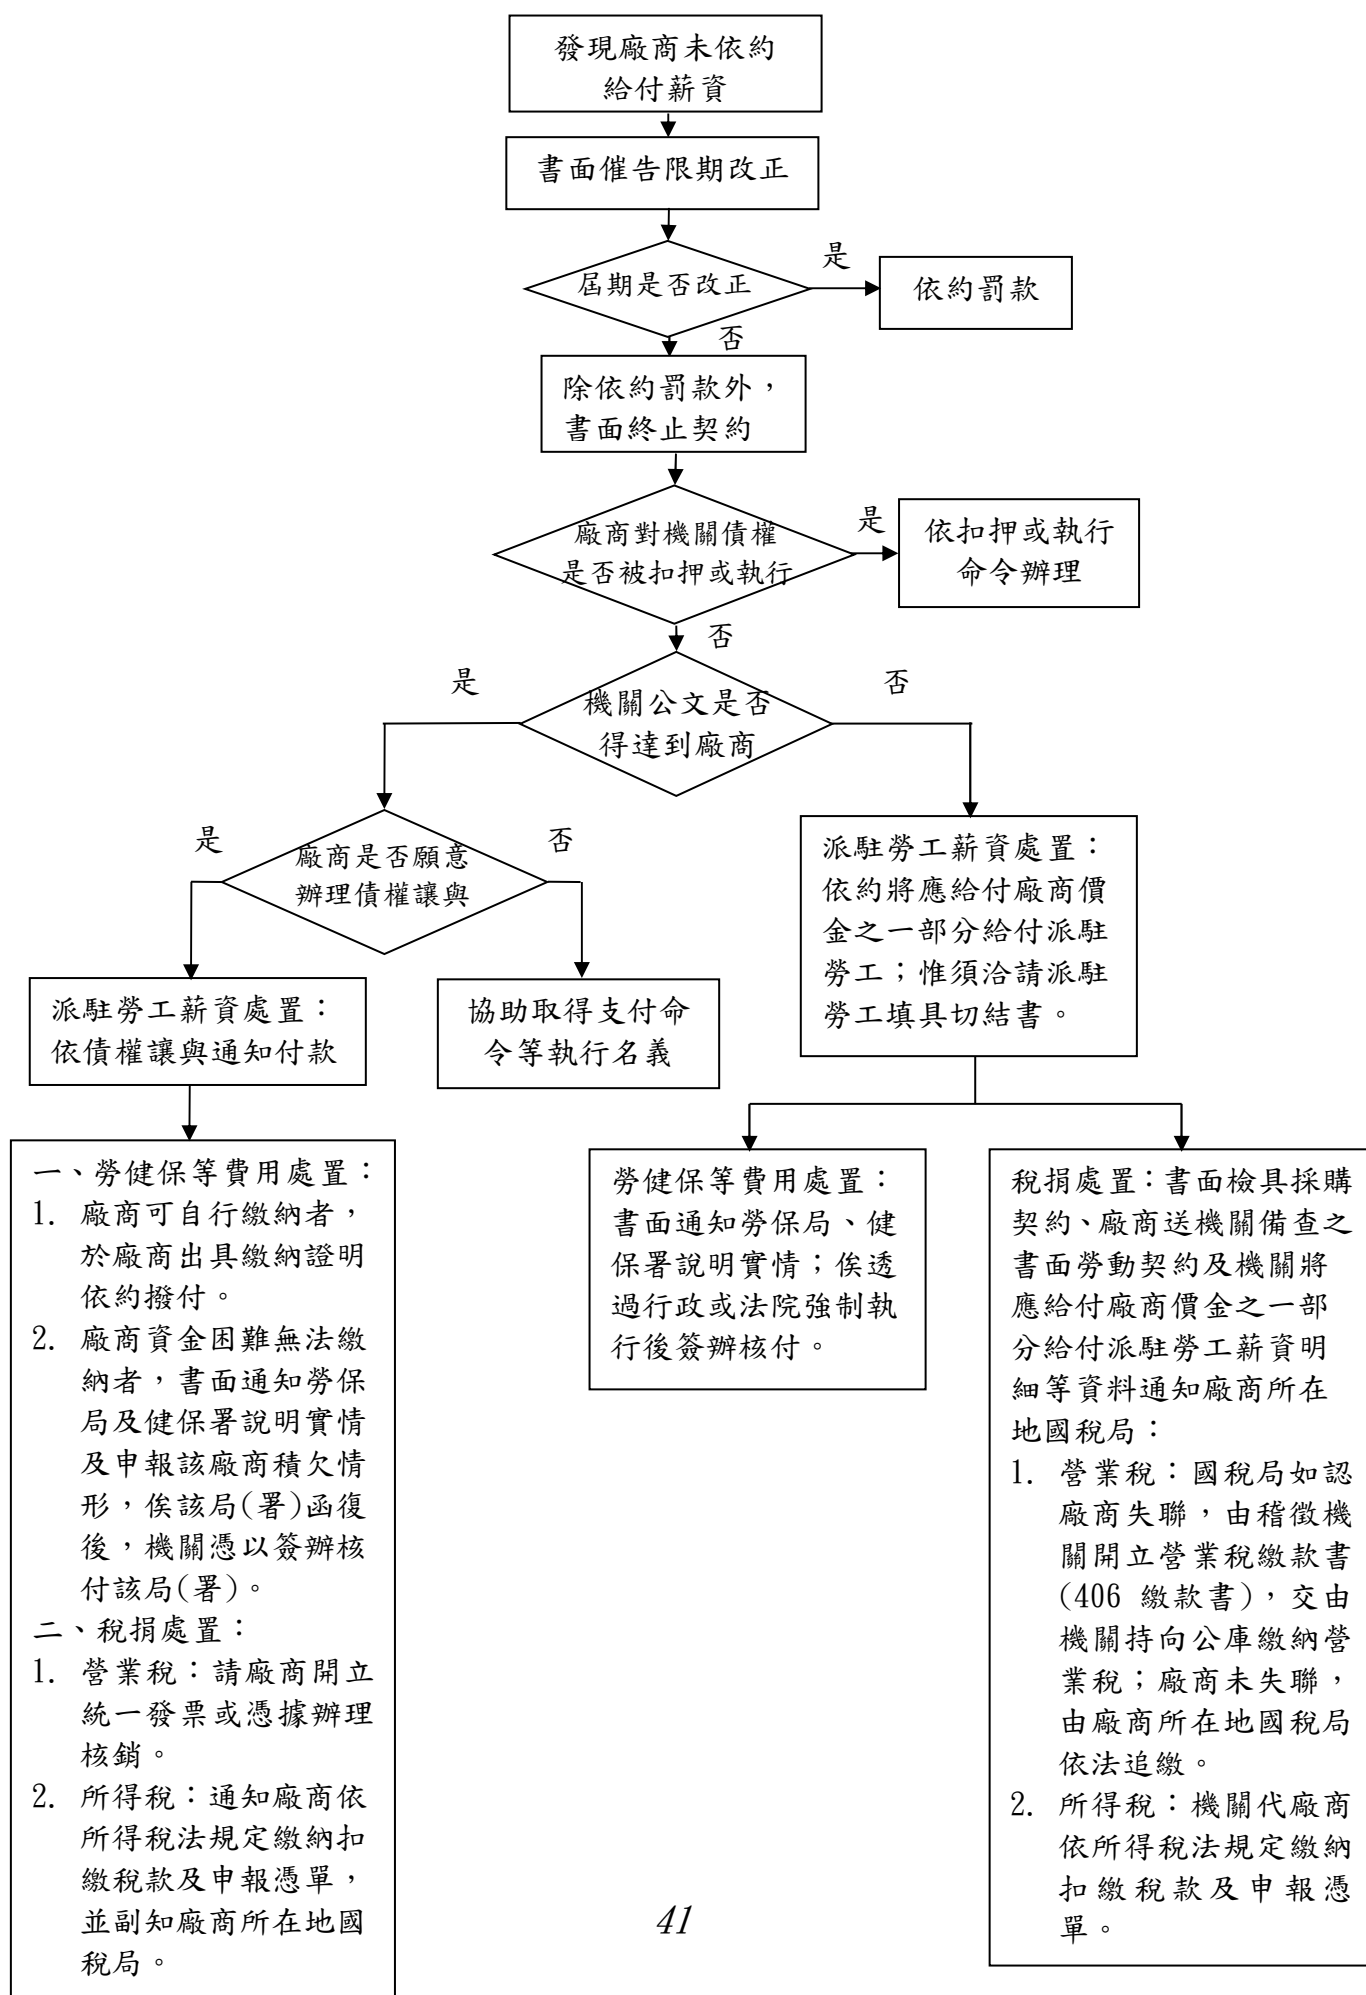 發現廠商未依約
給付薪資
書面催告限期改正
屆期是否改正
是
依約罰款
否
除依約罰款外，
書面終止契約
廠商對機關債權
是否被扣押或執行
是
依扣押或執行
命令辦理
否
機關公文是否
得達到廠商
是
否
廠商是否願意
辦理債權讓與
是
否
派駐勞工薪資處置：
依債權讓與通知付款
協助取得支付命
令等執行名義
派駐勞工薪資處置：
依約將應給付廠商價
金之一部分給付派駐
勞工；惟須洽請派駐
勞工填具切結書。
一、勞健保等費用處置：
1. 廠商可自行繳納者，
於廠商出具繳納證明
依約撥付。
2. 廠商資金困難無法繳
納者，書面通知勞保
局及健保署說明實情
及申報該廠商積欠情
形，俟該局(署)函復
後，機關憑以簽辦核
付該局(署)。
二、稅捐處置：
1. 營業稅：請廠商開立
統一發票或憑據辦理
核銷。
2. 所得稅：通知廠商依
所得稅法規定繳納扣
繳稅款及申報憑單，
並副知廠商所在地國
稅局。
勞健保等費用處置：
書面通知勞保局、健
保署說明實情；俟透
過行政或法院強制執
行後簽辦核付。
稅捐處置：書面檢具採購
契約、廠商送機關備查之
書面勞動契約及機關將
應給付廠商價金之一部
分給付派駐勞工薪資明
細等資料通知廠商所在
地國稅局：
1. 營業稅：國稅局如認
廠商失聯，由稽徵機
關開立營業稅繳款書
(406 繳款書)，交由
機關持向公庫繳納營
業稅；廠商未失聯，
由廠商所在地國稅局
依法追繳。
2. 所得稅：機關代廠商
依所得稅法規定繳納
扣繳稅款及申報憑
單。
41